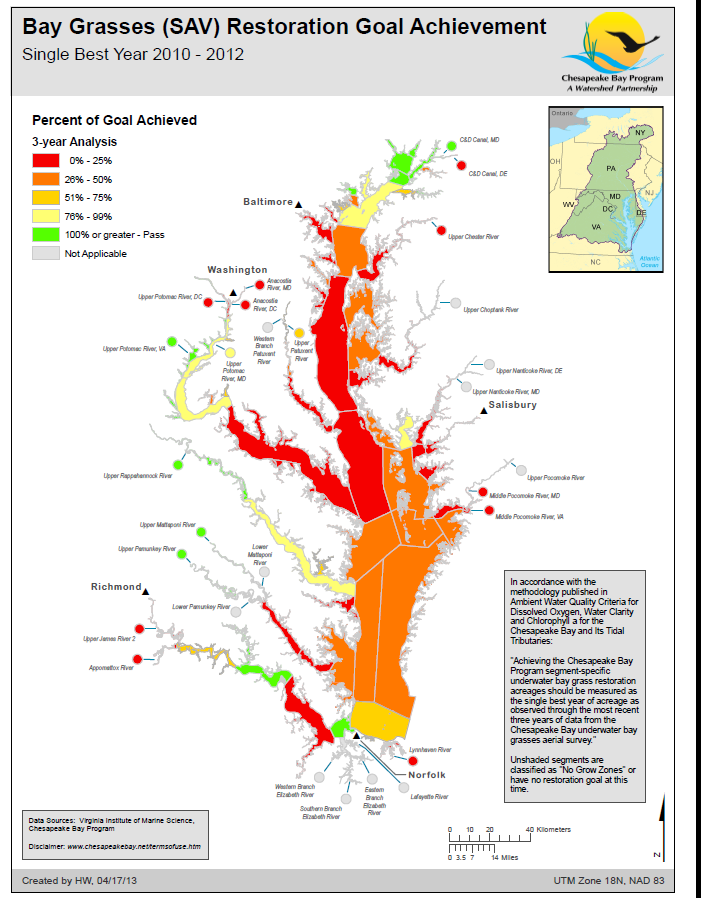 Bay Grasses (SAV) Restoration Goal Achievement
Single Best Year 2010 - 2012
Chesapeake Bay Program
A Watershed Partnership
Percent of Goal Achieved
3-year Analysis
0% - 25%
26% - 50%
51% - 75%
76% - 99%
100% or greater - Pass
Not Applicable
Ontario
NY
OH
PA
NJ
MD
WV
DC
DE
VA
NC
Atlantic
Ocean
C&D Canal, MD
C&D Canal, DE
Baltimore
Upper Chester River
Washington
Anacostia
River, MD
Upper Potomac River, DC
Anacostia
River, DC
Upper Choptank River
Western
Branch
Patuxent
River
Upper
Patuxent
River
Upper Potomac River, VA
Upper
Potomac
River, MD
Upper Nanticoke River, DE
Upper Nanticoke River, MD
Salisbury
Upper Rappahannock River
Upper Pocomoke River
Middle Pocomoke River, MD
Middle Pocomoke River, VA
Upper Mattaponi River
Upper Pamunkey River
Lower
Mattaponi
River
Richmond
Lower Pamunkey River
Upper James River 2
Appomattox River
Lynnhaven River
Norfolk
Western Branch
Elizabeth River
Southern Branch
Elizabeth River
Eastern
Branch
Elizabeth
River
Lafayette River
In accordance with the
methodology published in
Ambient Water Quality Criteria for
Dissolved Oxygen, Water Clarity
and Chlorophyll a for the
Chesapeake Bay and Its Tidal
Tributaries:
"Achieving the Chesapeake Bay
Program segment-specific
underwater bay grass restoration
acreages should be measured as
the single best year of acreage as
observed through the most recent
three years of data from the
Chesapeake Bay underwater bay
grasses aerial survey."
Unshaded segments are
classified as "No Grow Zones" or
have no restoration goal at this
time.
Data Sources: Virginia Institute of Marine Science,
Chesapeake Bay Program
Disclaimer: www.chesapeakebay.net/termsofuse.htm
0 10 20 40 Kilometers
0 3.5 7 14 Miles
N
Created by HW, 04/17/13
UTM Zone 18N, NAD 83